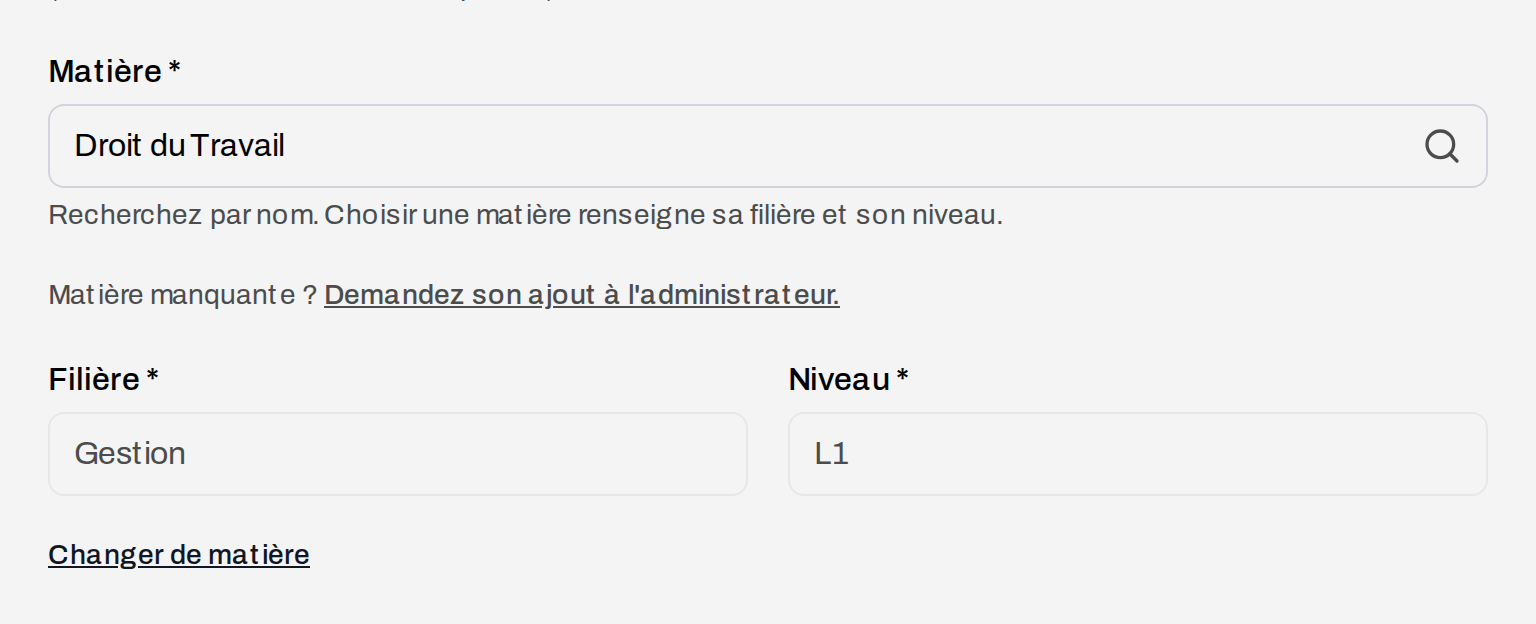 Matière *
Droit du Travail
Recherchez par nom. Choisir une matière renseigne sa filière et son niveau.
Matière manquante ? Demandez son ajout à l'administrateur.
Filière *
Niveau *
Gestion
L1
Changer de matière